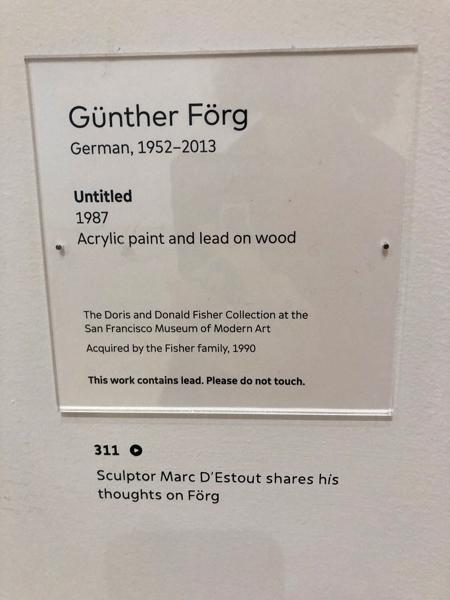 Günther Förg
German, 1952–2013
Untitled
1987
Acrylic paint and lead on wood
The Doris and Donald Fisher Collection at the
San Francisco Museum of Modern Art
Acquired by the Fisher family, 1990
This work contains lead. Please do not touch.
311
Sculptor Marc D'Estout shares his
thoughts on Förg